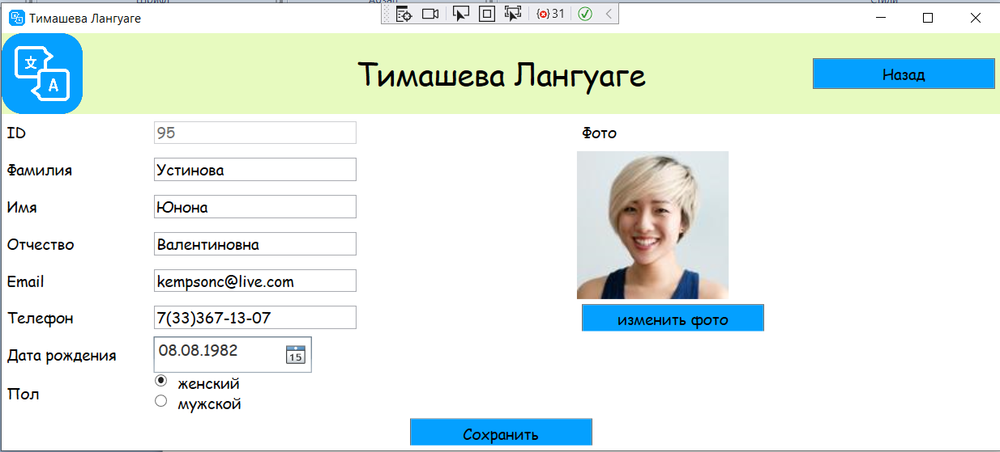 Тимашева Лангуаге
31
文
A
Тимашева Лангуаге
Назад
ID
95
Фамилия
Устинова
Имя
Юнона
Отчество
Валентиновна
Email
kempsonc@live.com
Телефон
7(33)367-13-07
Дата рождения
08.08.1982
15
Пол
женский
мужской
Фото
изменить фото
Сохранить